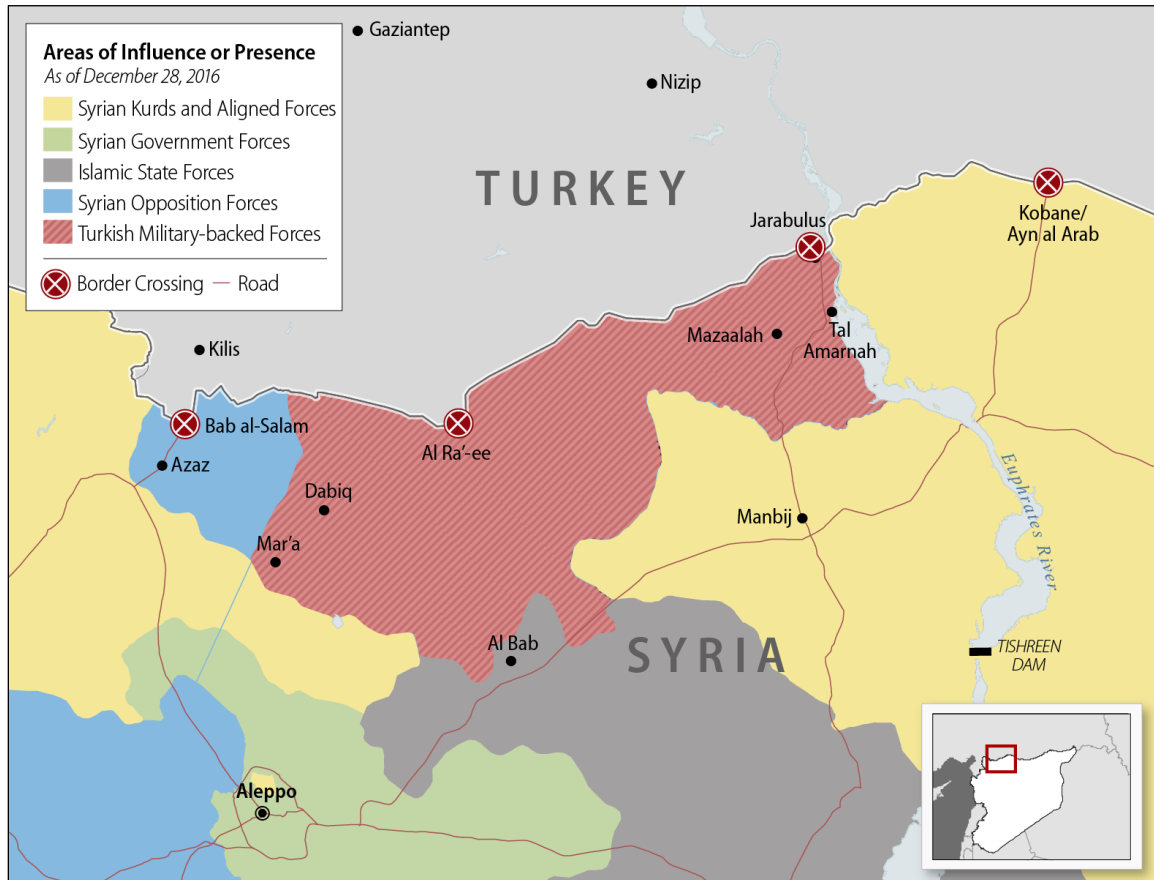 Areas of Influence or Presence
As of December 28, 2016
Syrian Kurds and Aligned Forces
Syrian Government Forces
Islamic State Forces
Syrian Opposition Forces
Turkish Military-backed Forces
Border Crossing
Road
Gaziantep
Nizip
TURKEY
Jarabulus
Kobane/
Ayn al Arab
Kilis
Mazaalah
Tal
Amarnah
Bab al-Salam
Al Ra'-ee
Azaz
Dabiq
Manbij
Euphrates River
Mar'a
Al Bab
SYRIA
TISHREEN
DAM
Aleppo